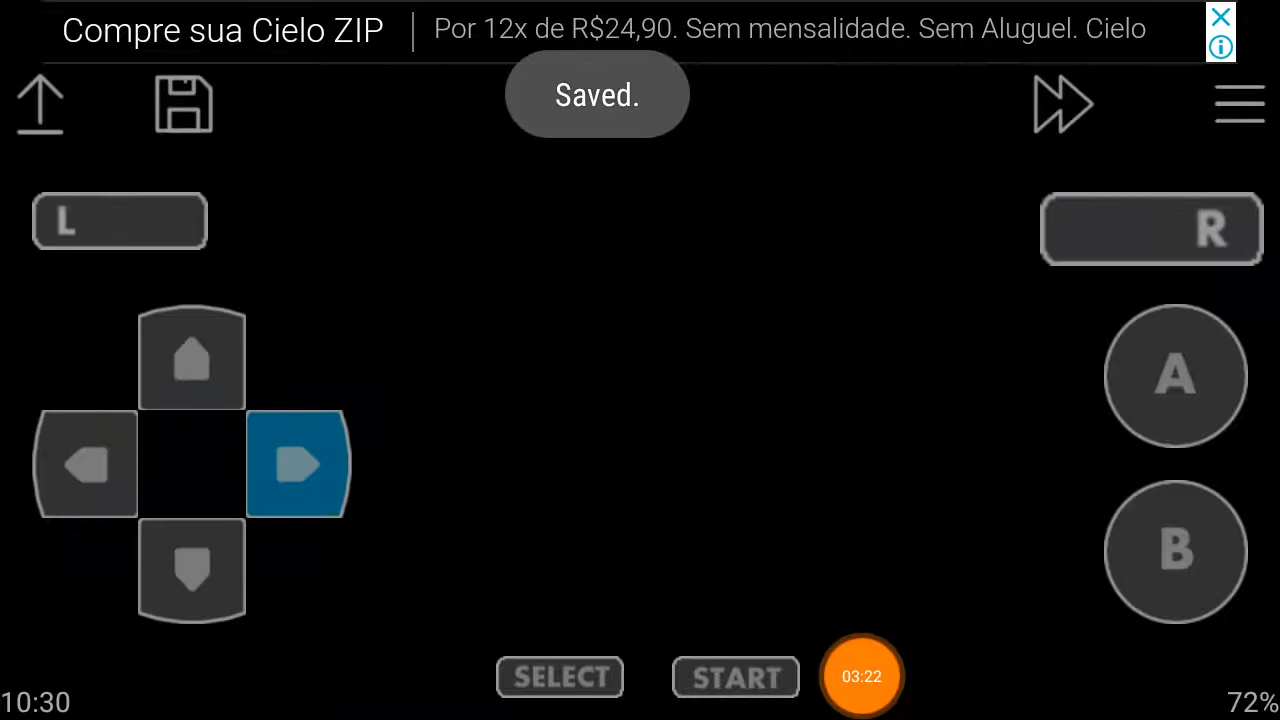 Compre sua Cielo ZIP
Por 12x de R$24,90. Sem mensalidade. Sem Aluguel. Cielo
Saved.
L
R
A
B
SELECT
START
03:22
10:30
72%